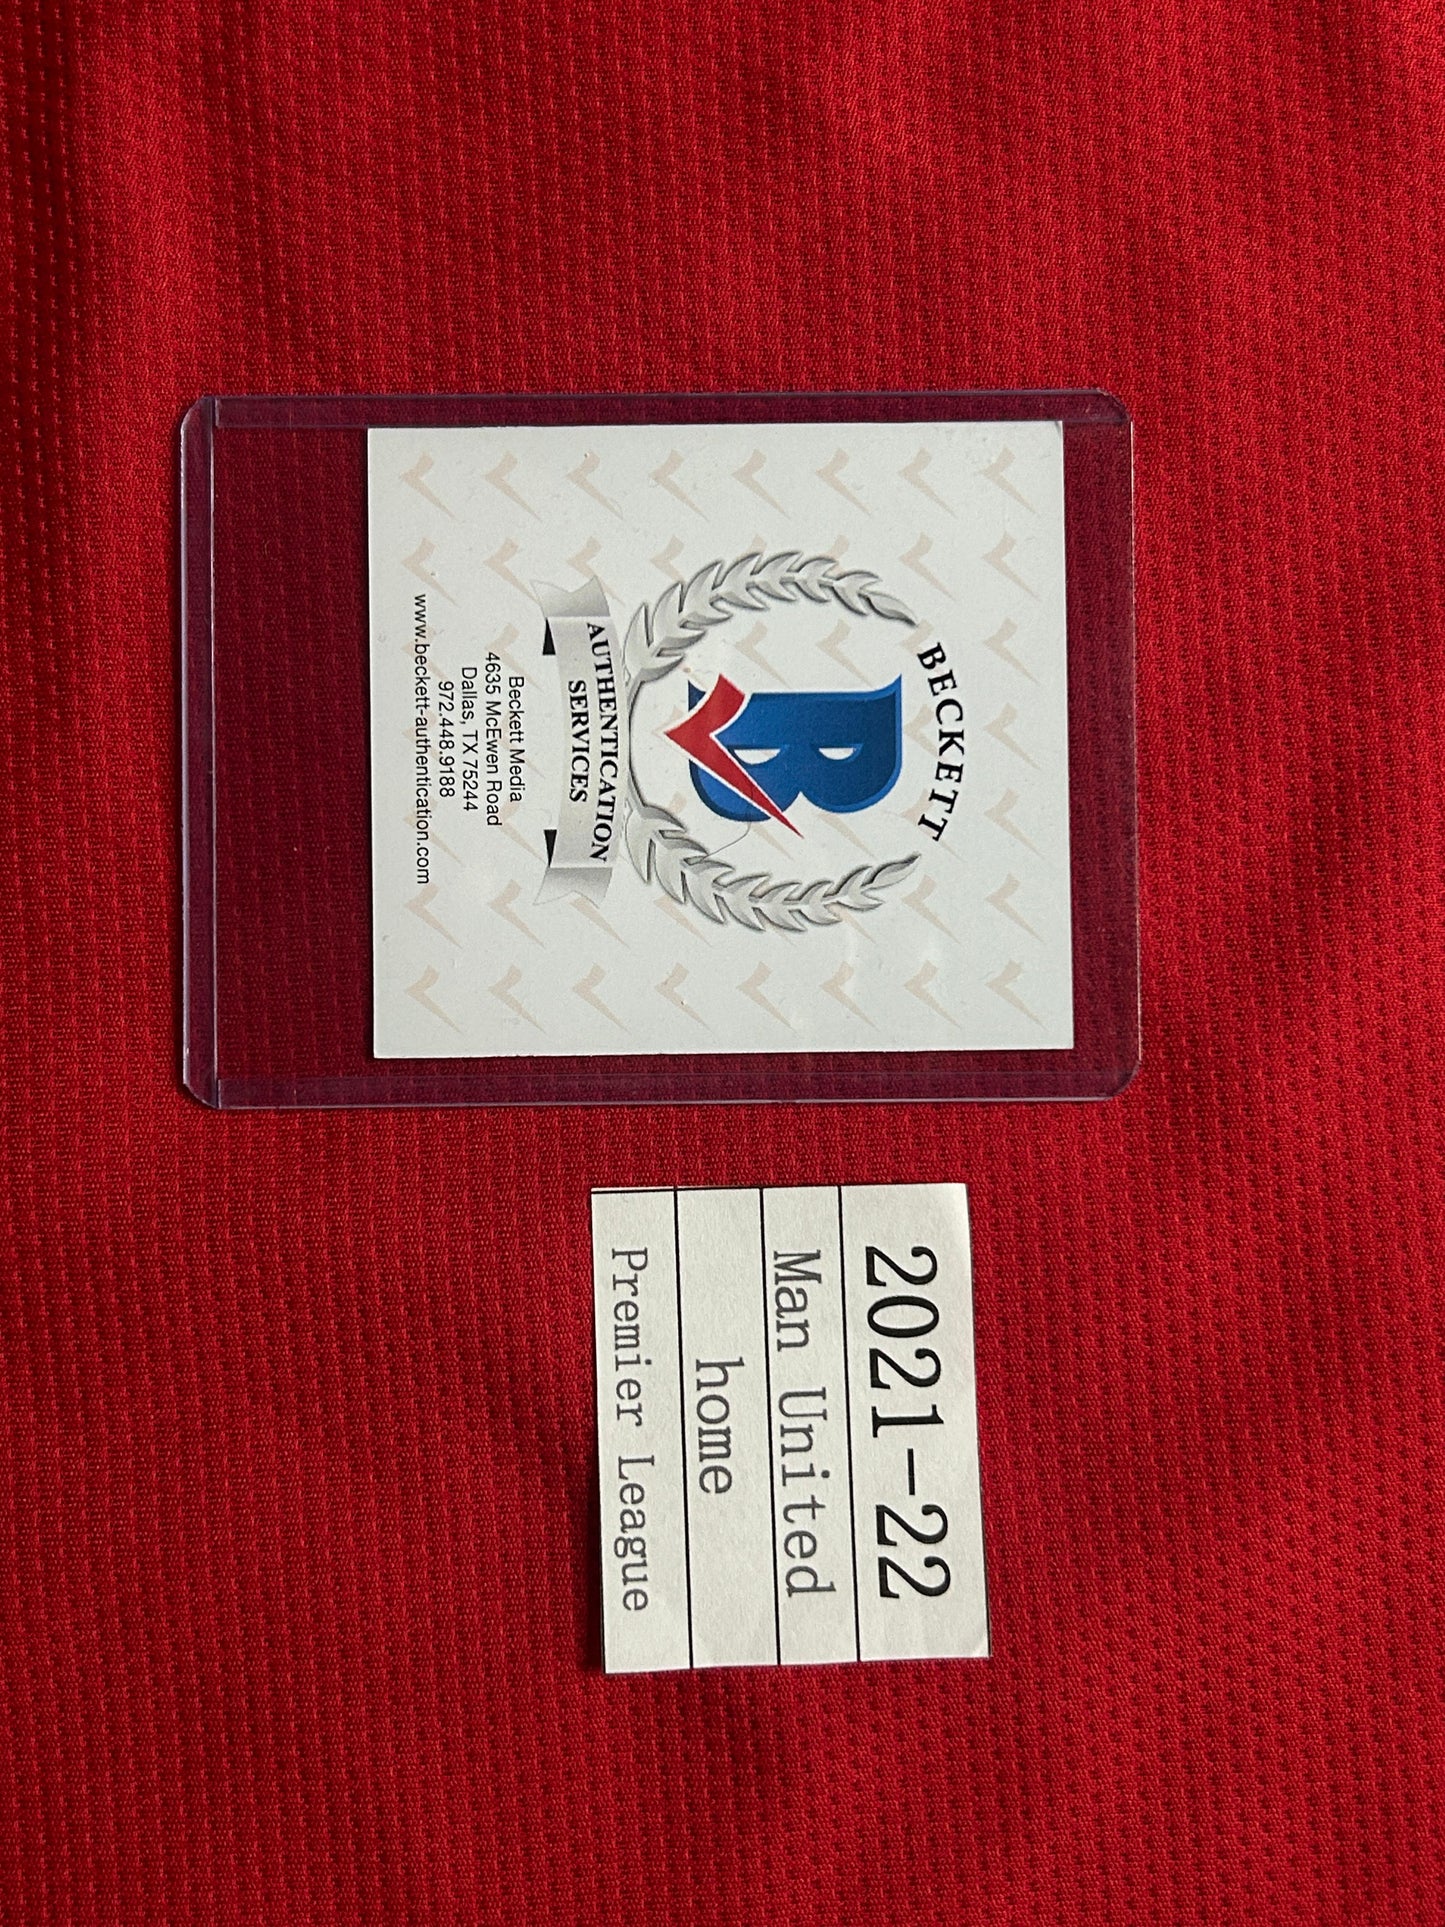 BECKETT
B
AUTHENTICATION
SERVICES
Beckett Media
4635 McEwen Road
Dallas, TX 75244
972.448.9188
www.beckett-authentication.com
2021-22
Man United
home
Premier League